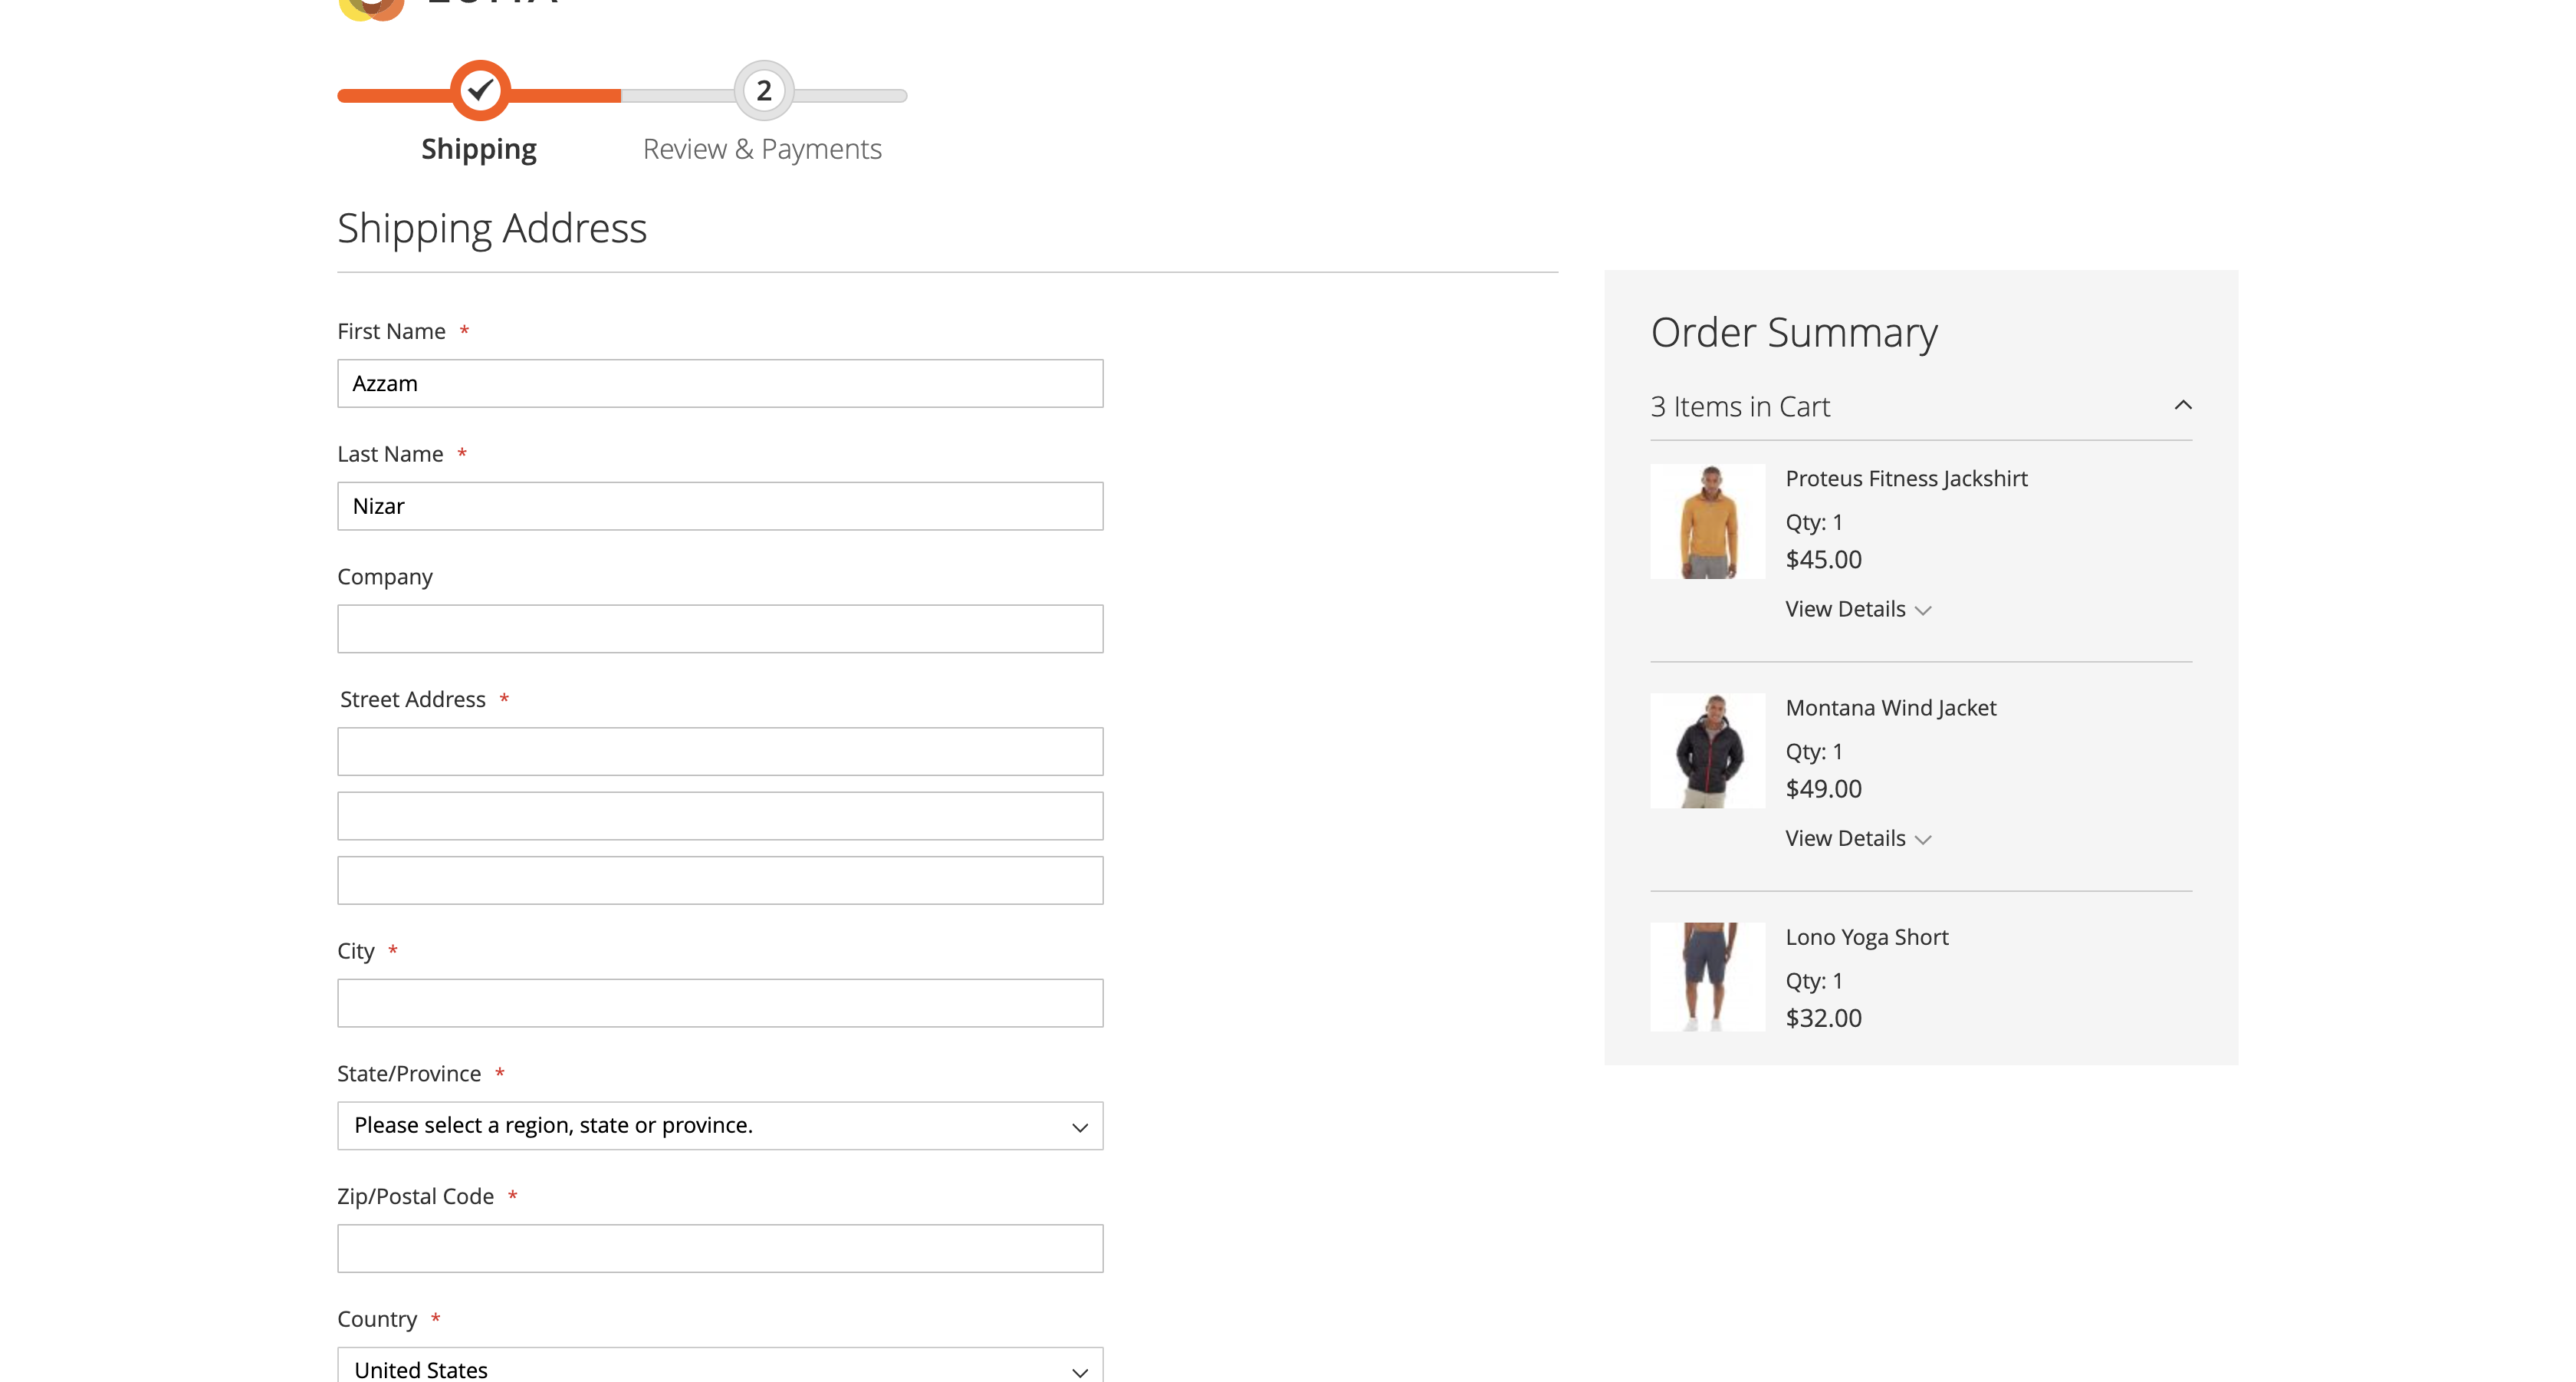 2
Shipping
Review & Payments
Shipping Address
First Name *
Azzam
Last Name *
Nizar
Company
Street Address *
City *
State/Province *
Please select a region, state or province.
Zip/Postal Code *
Country *
United States
Order Summary
3 Items in Cart
Proteus Fitness Jackshirt
Qty: 1
$45.00
View Details
Montana Wind Jacket
Qty: 1
$49.00
View Details
Lono Yoga Short
Qty: 1
$32.00